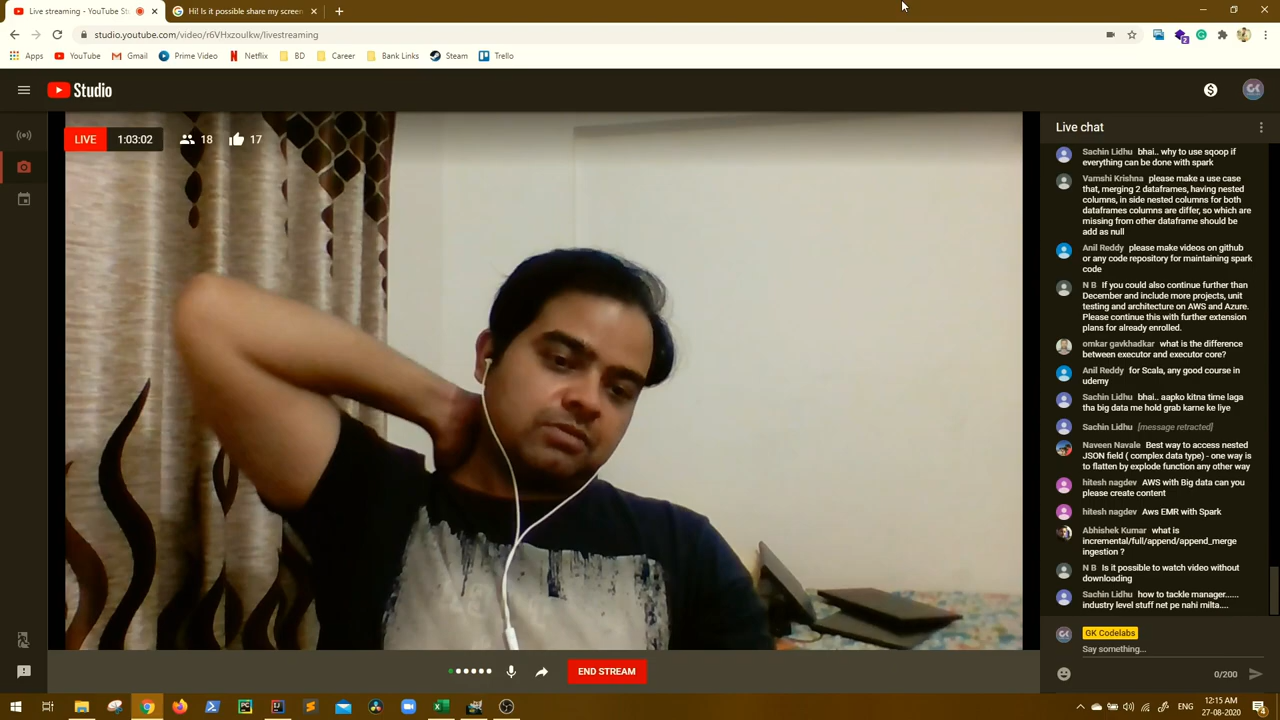 Live streaming - YouTube St
Hi! Is it possible share my screen
studio.youtube.com/video/r6VHxzouIkw/livestreaming
Apps YouTube Gmail Prime Video Netflix BD Career Bank Links Steam Trello
2
Studio
LIVE 1:03:02 18 17
Live chat
Sachin Lidhu bhai.. why to use sqoop if
everything can be done with spark
Vamshi Krishna please make a use case
that, merging 2 dataframes, having nested
columns, in side nested columns for both
dataframes columns are differ, so which are
missing from other dataframe should be
add as null
Anil Reddy please make videos on github
or any code repository for maintaining spark
code
N B If you could also continue further than
December and include more projects, unit
testing and architecture on AWS and Azure.
Please continue this with further extension
plans for already enrolled.
omkar gavkhadkar what is the difference
between executor and executor core?
Anil Reddy for Scala, any good course in
udemy
Sachin Lidhu bhai.. aapko kitna time laga
tha big data me hold grab karne ke liye
Sachin Lidhu [message retracted]
Naveen Navale Best way to access nested
JSON field ( complex data type) - one way is
to flatten by explode function any other way
hitesh nagdev AWS with Big data can you
please create content
hitesh nagdev Aws EMR with Spark
Abhishek Kumar what is
incremental/full/append/append_merge
ingestion ?
N B Is it possible to watch video without
downloading
Sachin Lidhu how to tackle manager......
industry level stuff net pe nahi milta....
GK Codelabs
Say something...
0/200
END STREAM
ENG
12:15 AM
27-08-2020
4